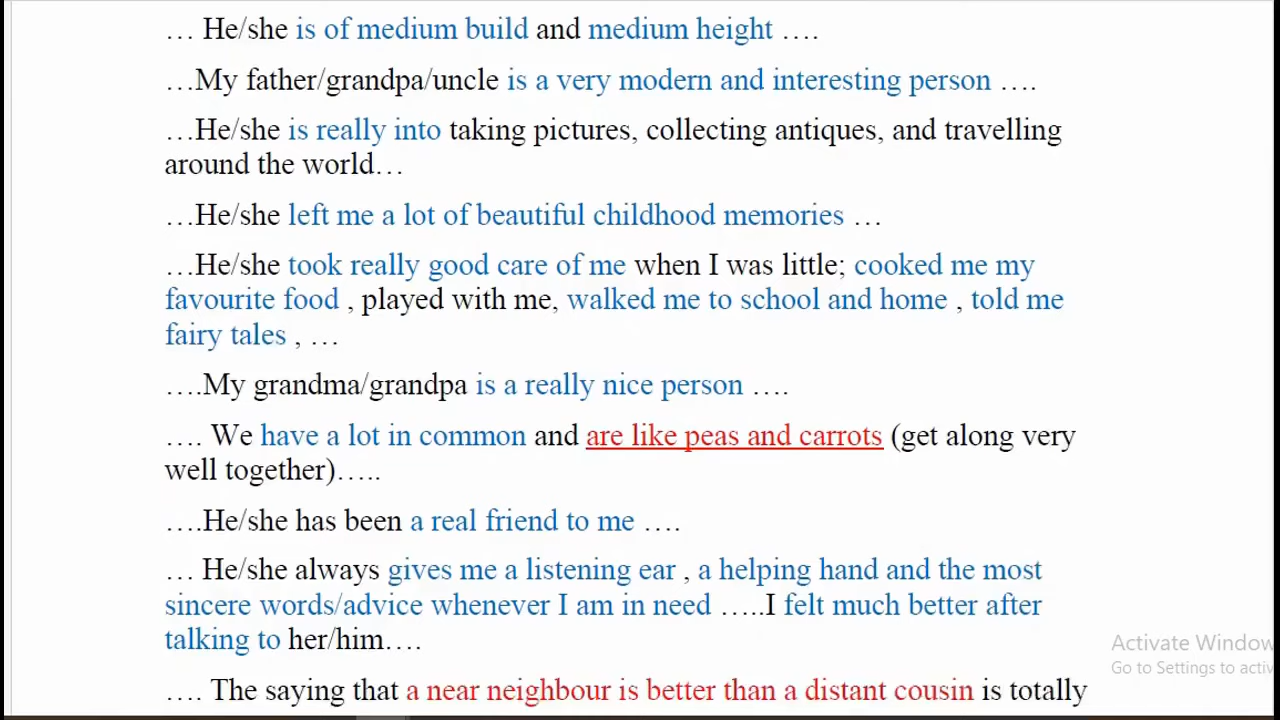 … He/she is of medium build and medium height ….
…My father/grandpa/uncle is a very modern and interesting person ….
…He/she is really into taking pictures, collecting antiques, and travelling
around the world…
…He/she left me a lot of beautiful childhood memories …
…He/she took really good care of me when I was little; cooked me my
favourite food , played with me, walked me to school and home , told me
fairy tales , …
….My grandma/grandpa is a really nice person ….
…. We have a lot in common and are like peas and carrots (get along very
well together)…..
….He/she has been a real friend to me ….
… He/she always gives me a listening ear , a helping hand and the most
sincere words/advice whenever I am in need …..I felt much better after
talking to her/him….
Activate Window
Go to Settings to activ
…. The saying that a near neighbour is better than a distant cousin is totally